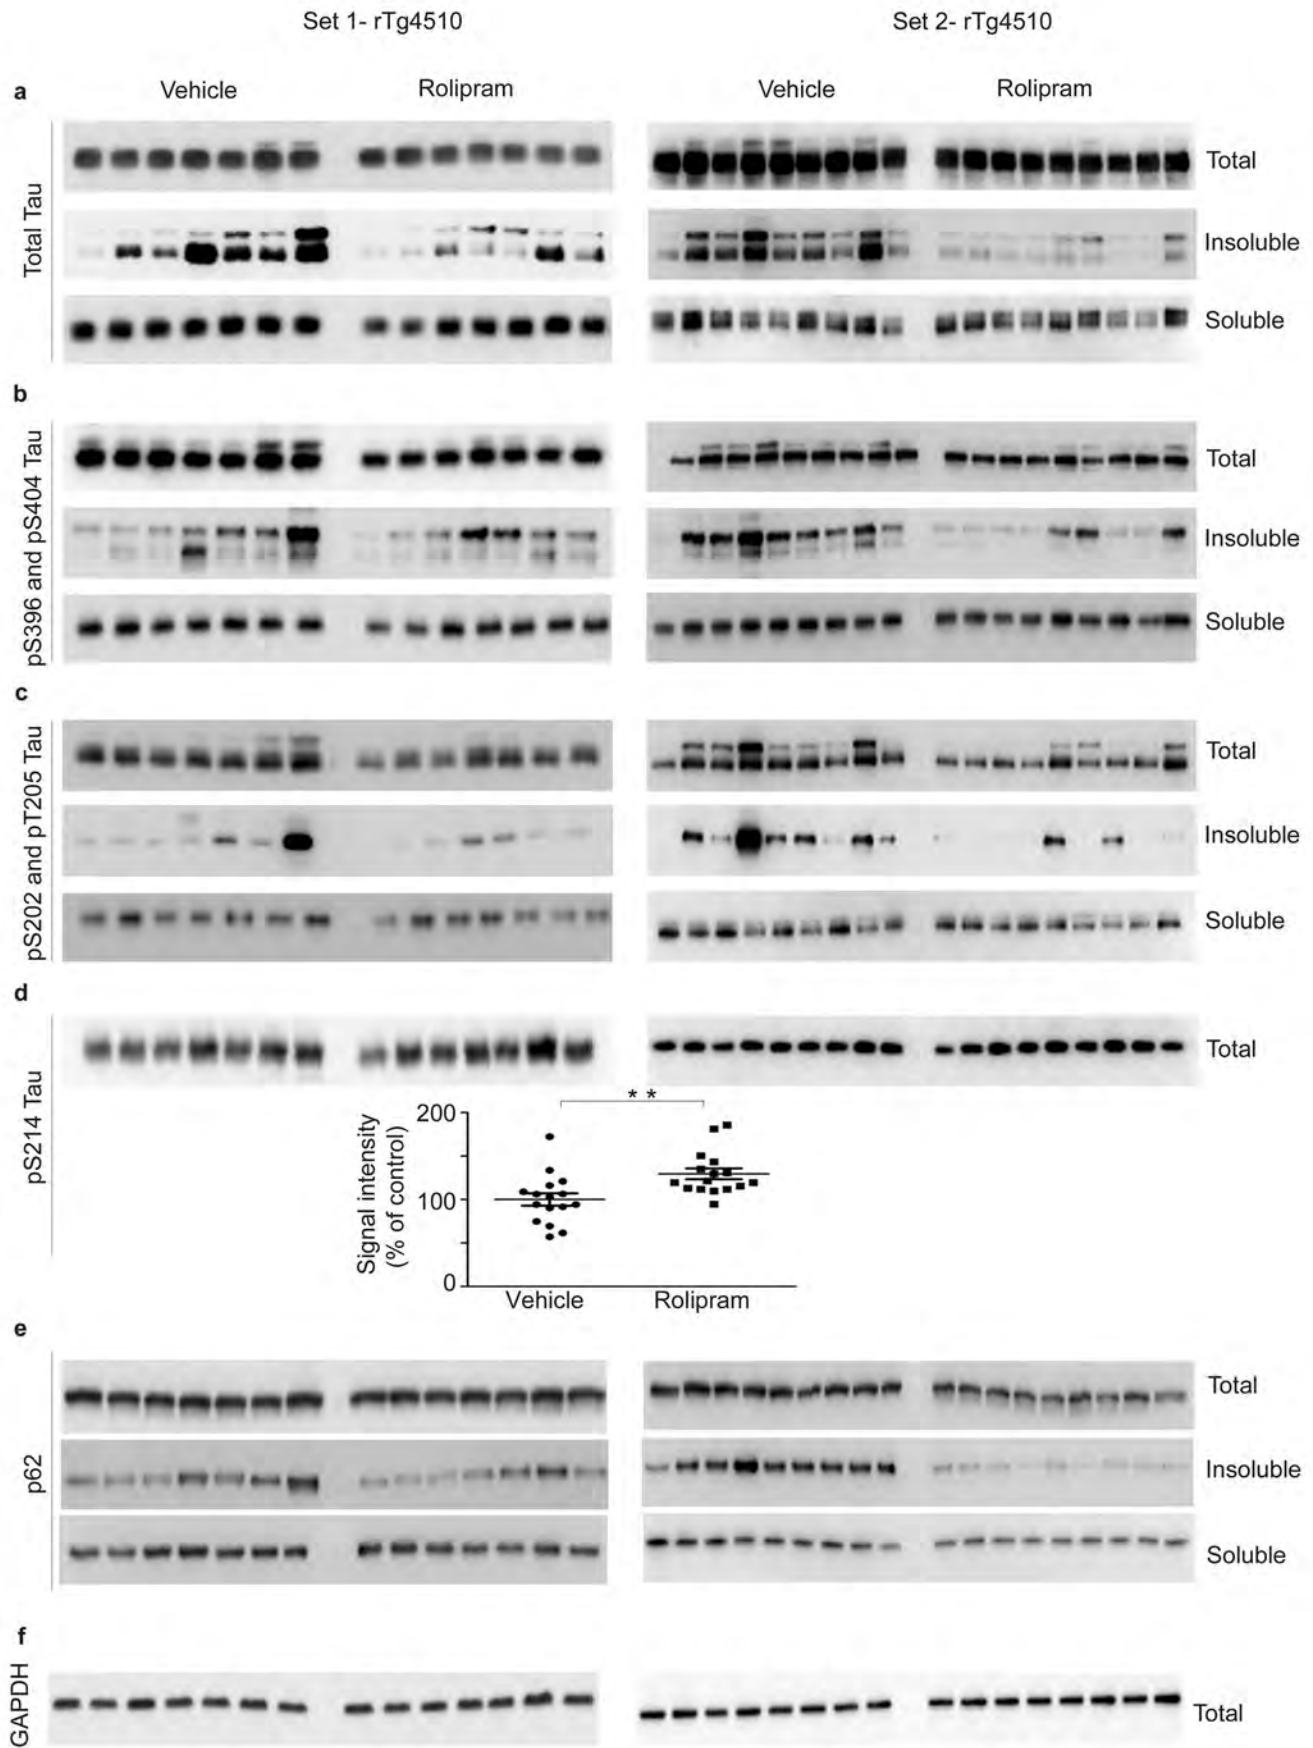 Set 1- rTg4510
Set 2- rTg4510
a
Vehicle
Rolipram
Vehicle
Rolipram
Total Tau
Total
Insoluble
Soluble
b
pS396 and pS404 Tau
Total
Insoluble
Soluble
c
pS202 and pT205 Tau
Total
Insoluble
Soluble
d
pS214 Tau
Total
* *
Signal intensity
(% of control)
200
100
0
Vehicle
Rolipram
e
p62
Total
Insoluble
Soluble
f
GAPDH
Total